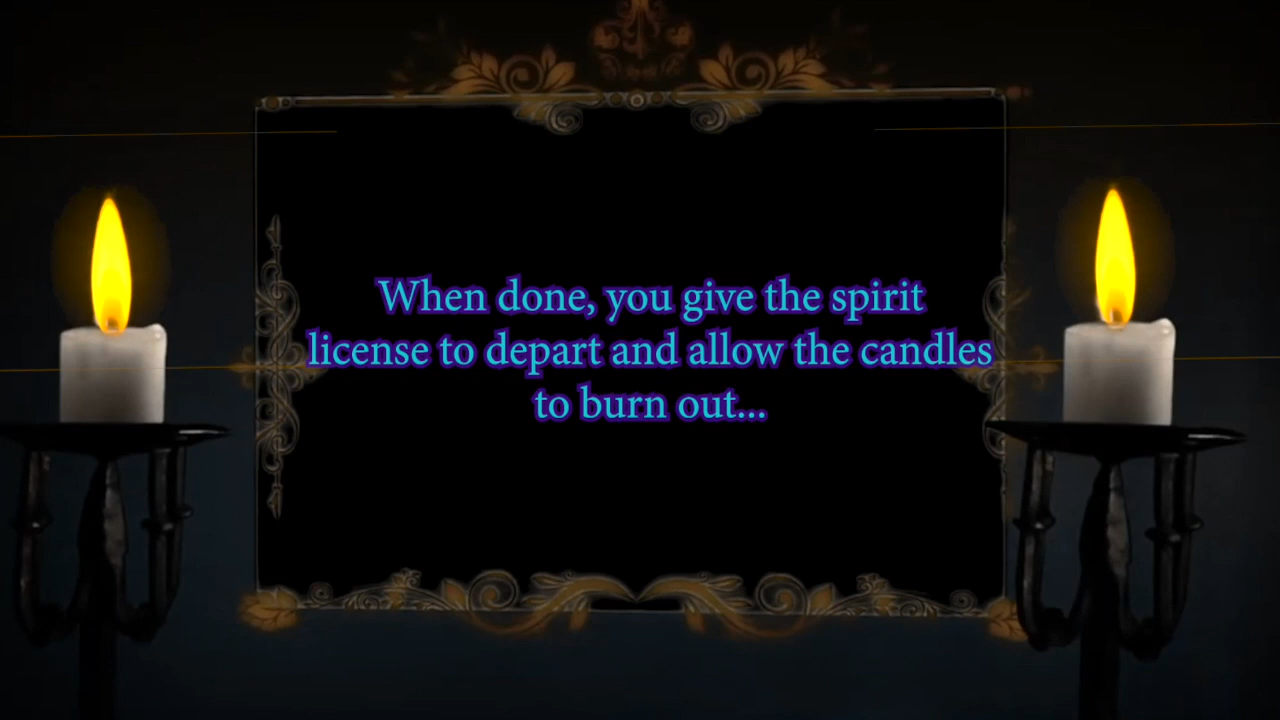 When done, you give the spirit
license to depart and allow the candles
to burn out...